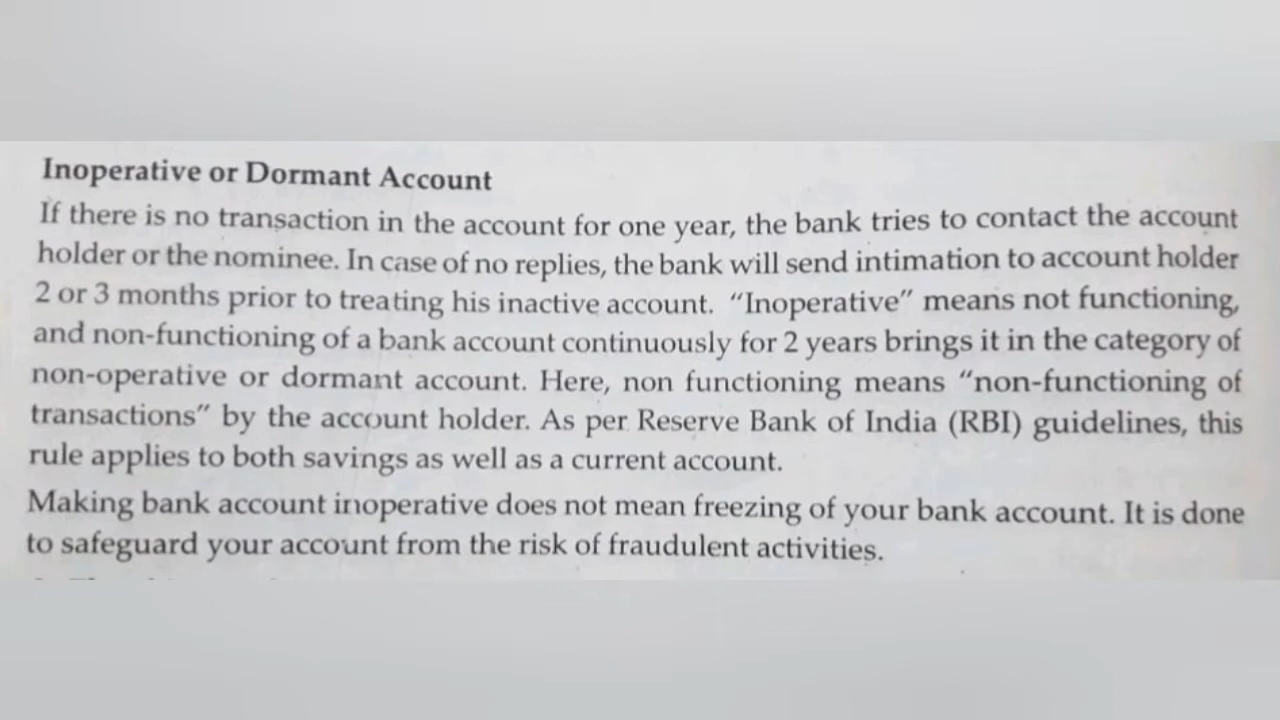 Inoperative or Dormant Account
If there is no transaction in the account for one year, the bank tries to contact the account
holder or the nominee. In case of no replies, the bank will send intimation to account holder
2 or 3 months prior to treating his inactive account. “Inoperative” means not functioning,
and non-functioning of a bank account continuously for 2 years brings it in the category of
non-operative or dormant account. Here, non functioning means “non-functioning of
transactions” by the account holder. As per Reserve Bank of India (RBI) guidelines, this
rule applies to both savings as well as a current account.
Making bank account inoperative does not mean freezing of your bank account. It is done
to safeguard your account from the risk of fraudulent activities.